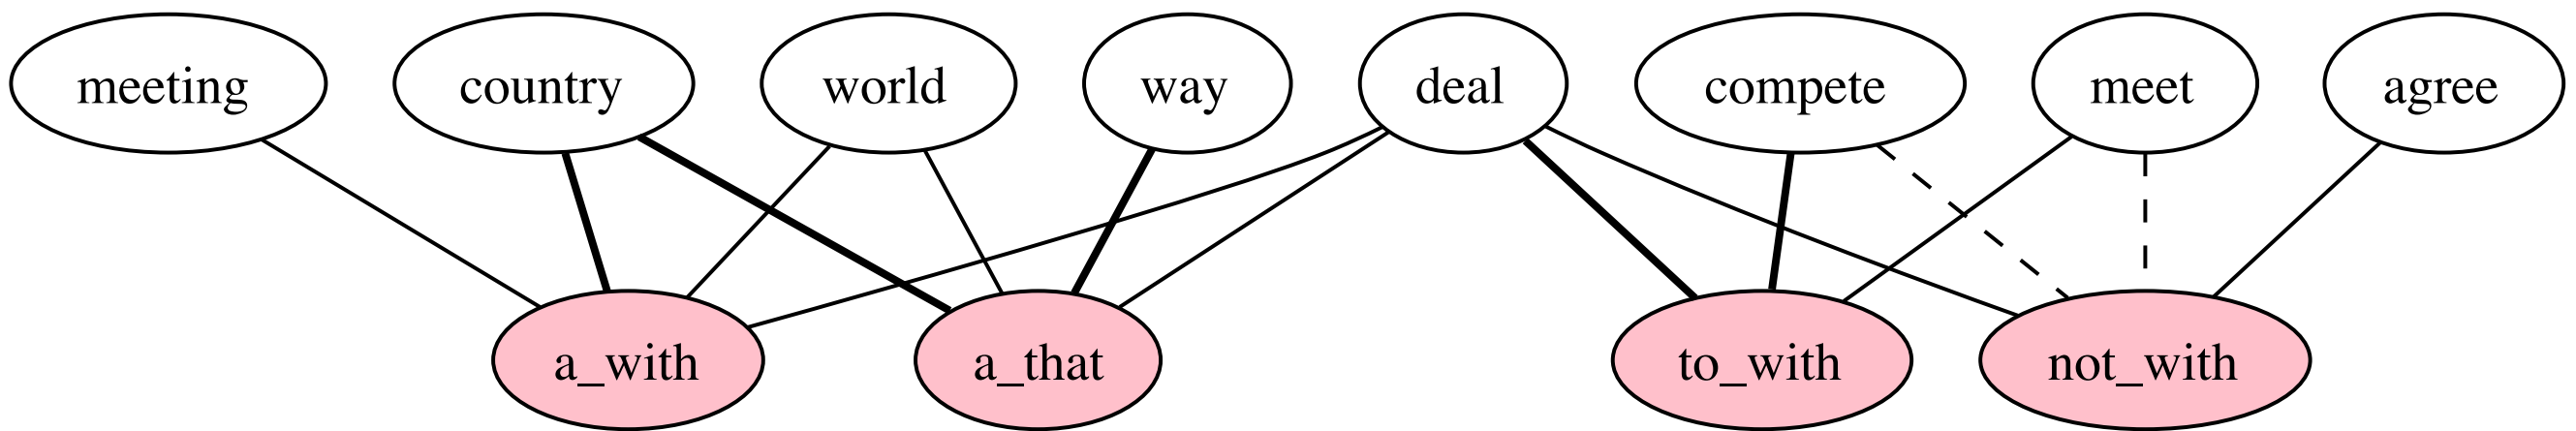 meeting country world way deal compete meet agree
a_with a_that to_with not_with